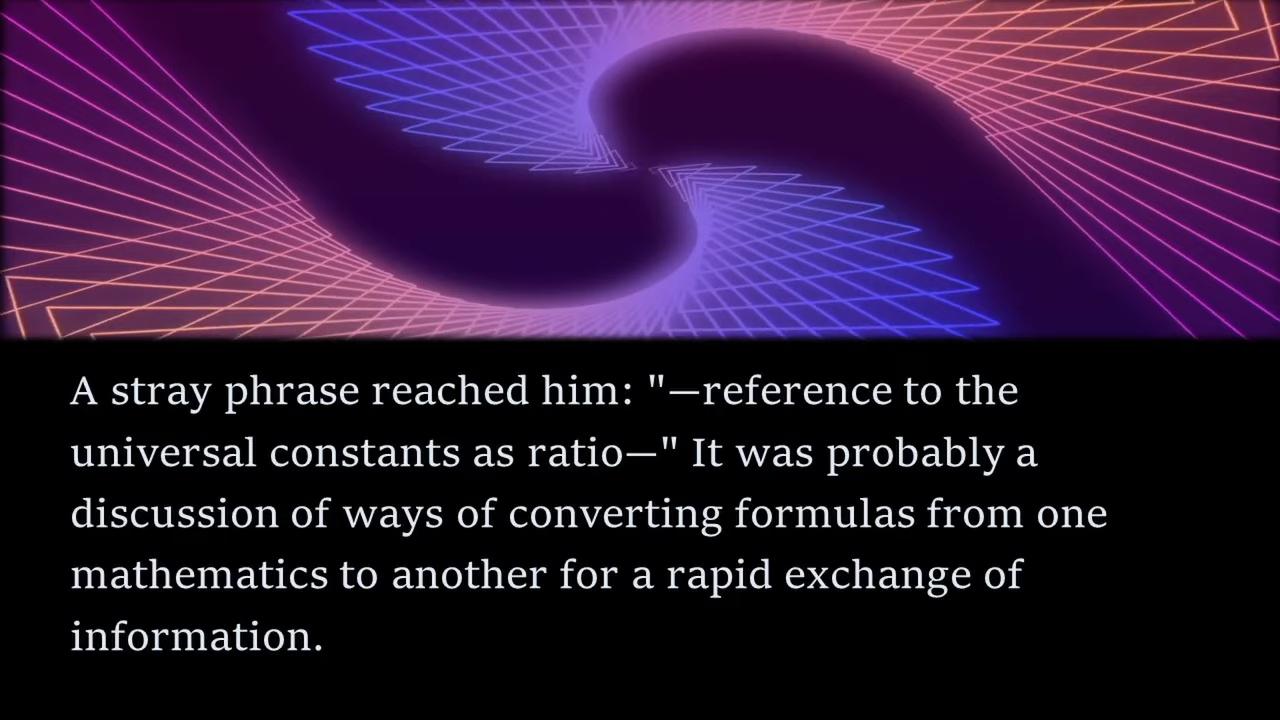 A stray phrase reached him: "—reference to the
universal constants as ratio—" It was probably a
discussion of ways of converting formulas from one
mathematics to another for a rapid exchange of
information.